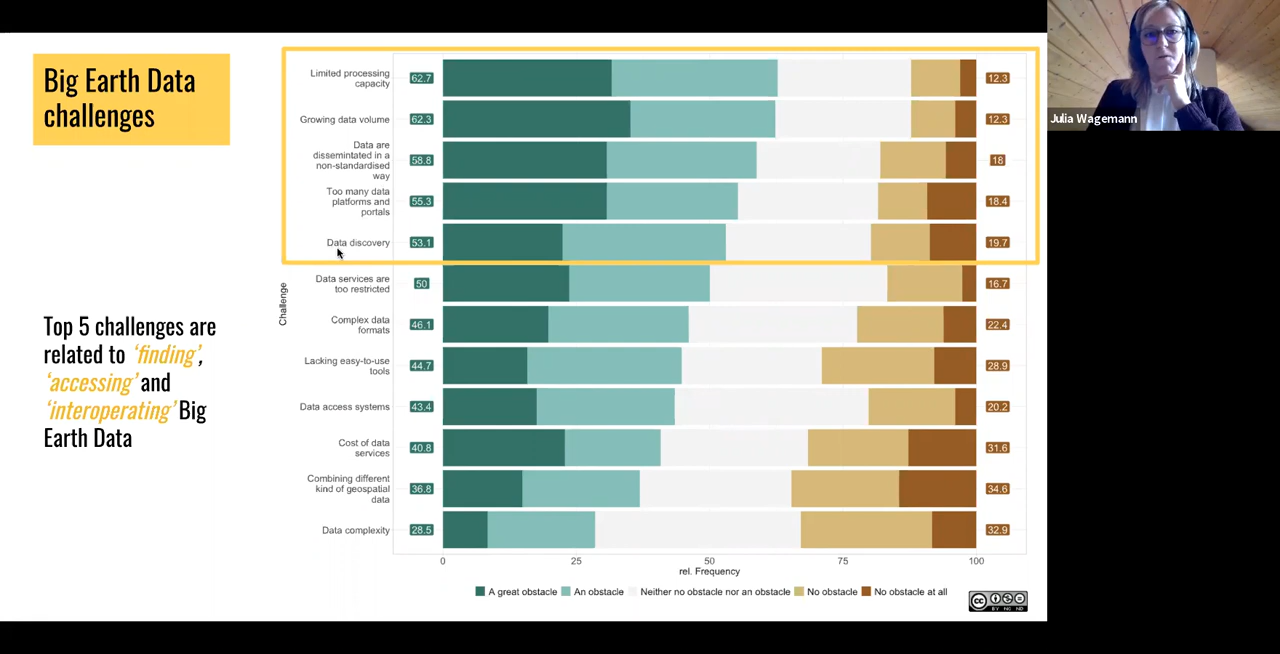 Big Earth Data
challenges
Top 5 challenges are
related to ‘finding’,
‘accessing’ and
‘interoperating’ Big
Earth Data
Challenge
Limited processing
capacity
62.7
12.3
Growing data volume
62.3
12.3
Data are
dissemintated in a
non-standardised
way
58.8
18
Too many data
platforms and
portals
55.3
18.4
Data discovery
53.1
19.7
Data services are
too restricted
50
16.7
Complex data
formats
46.1
22.4
Lacking easy-to-use
tools
44.7
28.9
Data access systems
43.4
20.2
Cost of data
services
40.8
31.6
Combining different
kind of geospatial
data
36.8
34.6
Data complexity
28.5
32.9
0 25 50 75 100
rel. Frequency
A great obstacle An obstacle Neither no obstacle nor an obstacle No obstacle No obstacle at all
cc
BY NC ND
Julia Wagemann